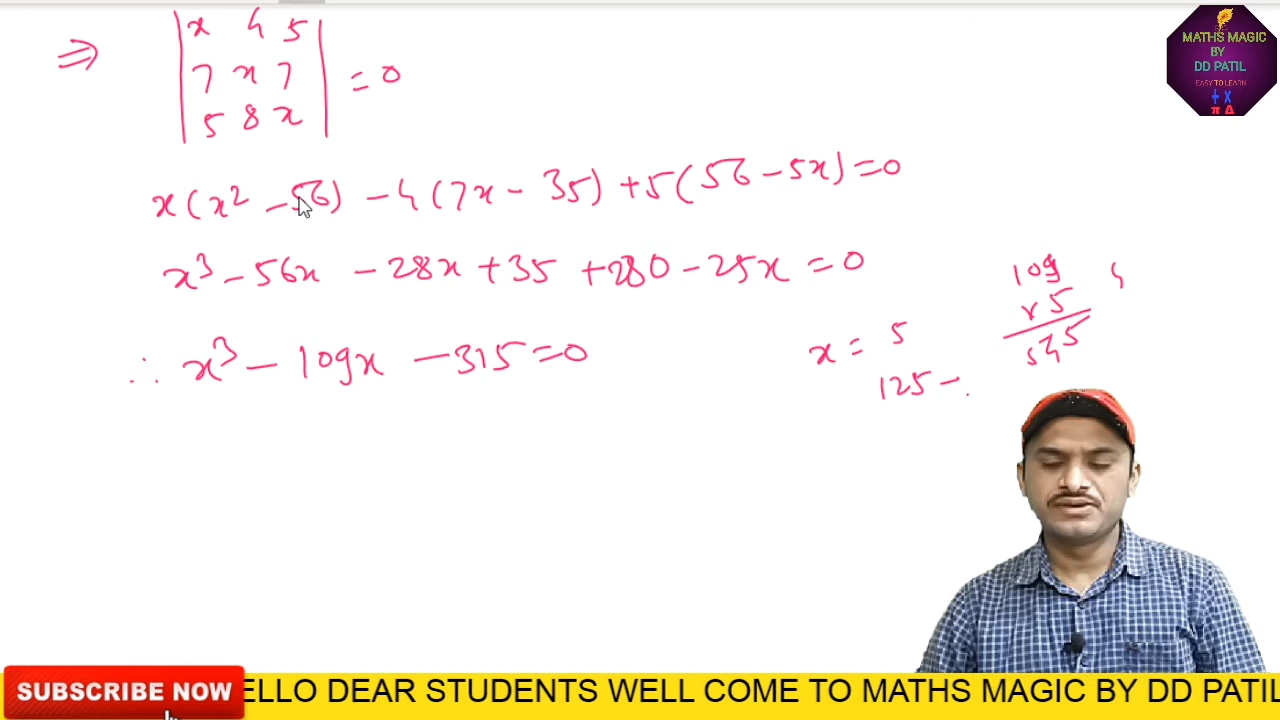 ⇒ | x 4 5 |
| 7 x 7 | = 0
| 5 8 x |
x(x² - 56) - 4(7x - 35) + 5(56 - 5x) = 0
x³ - 56x - 28x + 35 + 280 - 25x = 0
∴ x³ - 109x - 315 = 0
x = 5
125 -
109
x 5
545
MATHS MAGIC
BY
DD PATIL
EASY TO LEARN
+ X
π Δ
SUBSCRIBE NOW
ELLO DEAR STUDENTS WELL COME TO MATHS MAGIC BY DD PATIL